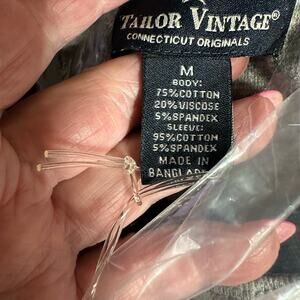 TAILOR VINTAGE®
CONNECTICUT ORIGINALS
M
BODY:
75%COTTON
20%VISCOSE
5%SPANDEX
SLEEVE:
95%COTTON
5%SPANDEX
MADE IN